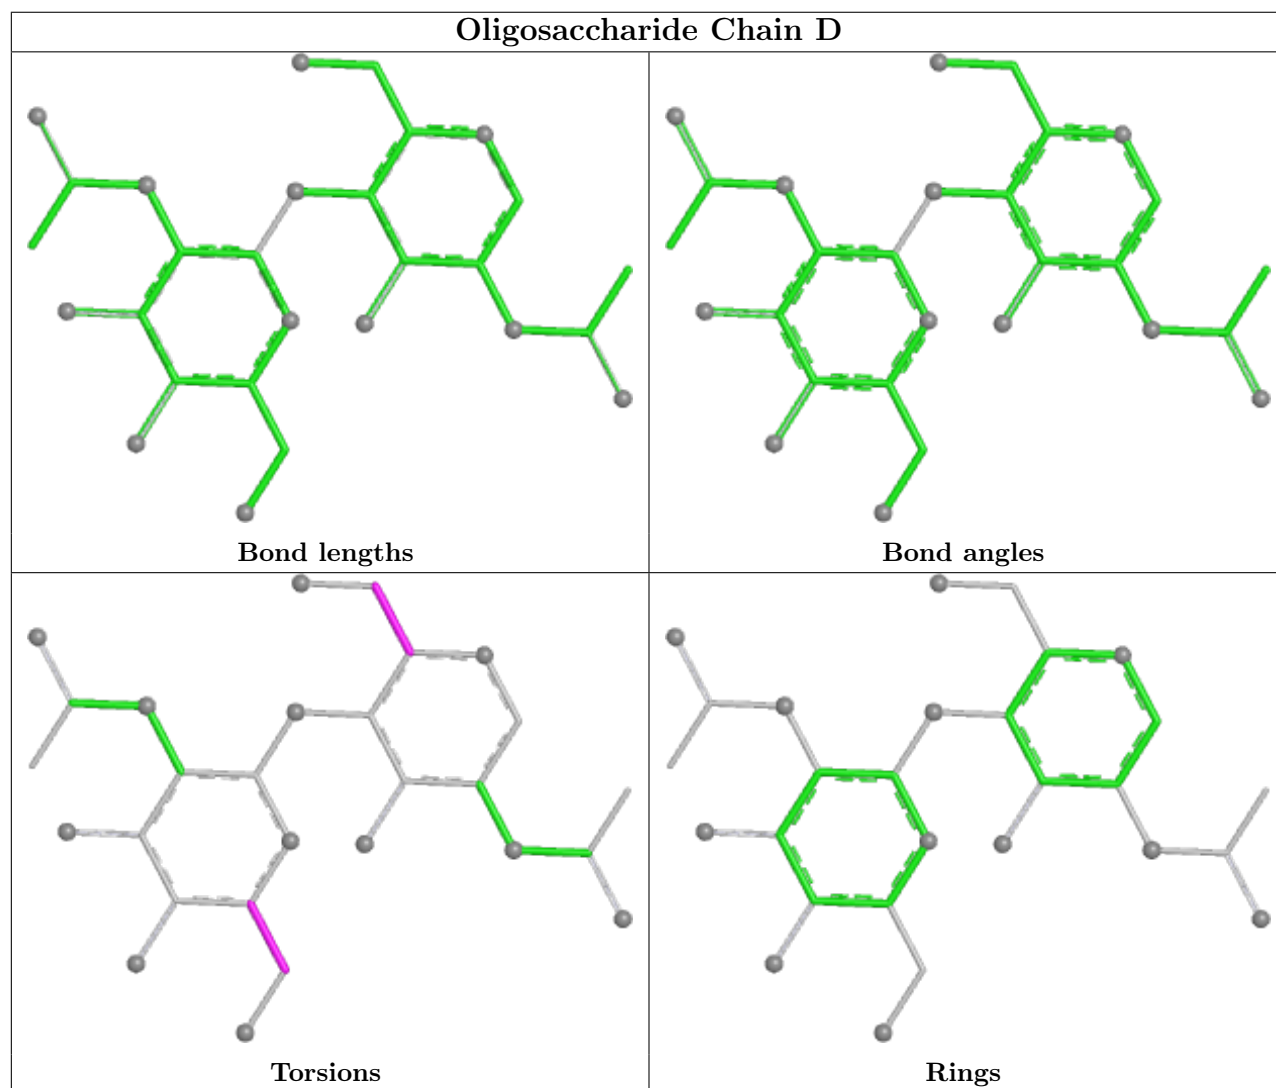 Oligosaccharide Chain D
Bond lengths
Bond angles
Torsions
Rings